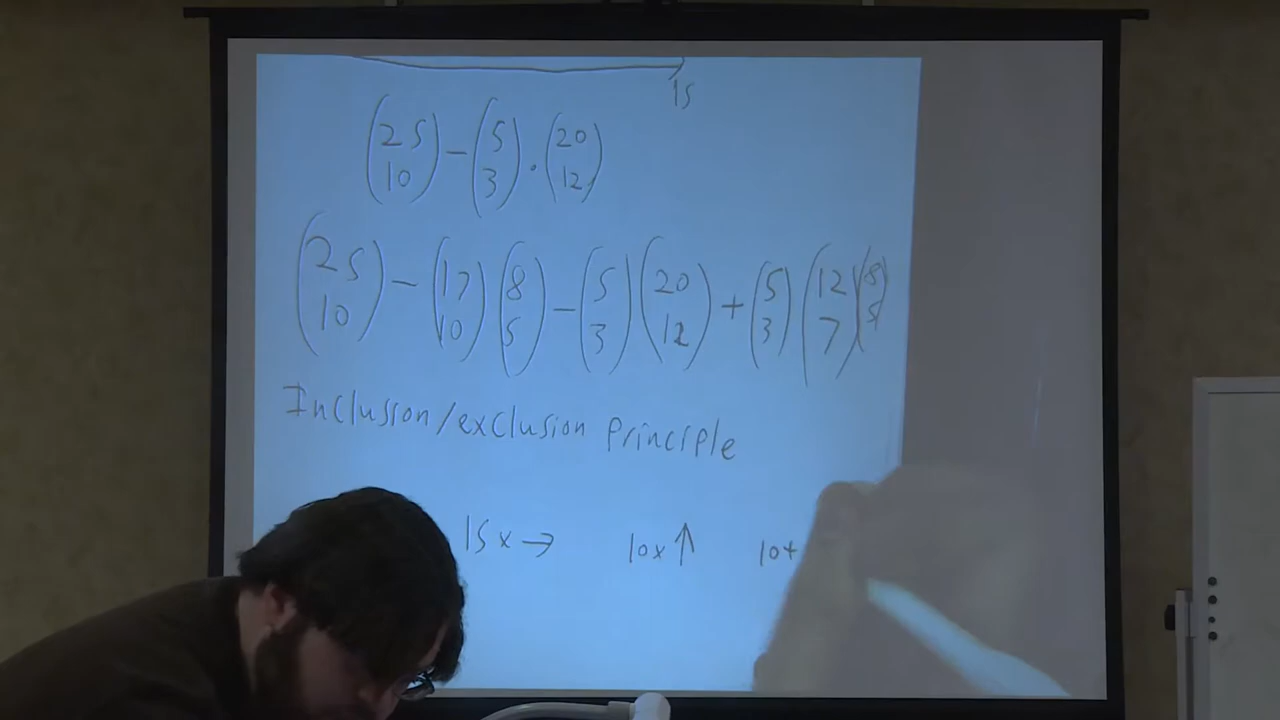 15
(25 10) - (5 3) · (20 12)
(25 10) - (17 10) (8 5) - (5 3) (20 12) + (5 3) (12 7) (8 5)
Inclusion/exclusion Principle
15 x → 10x ↑ 10+